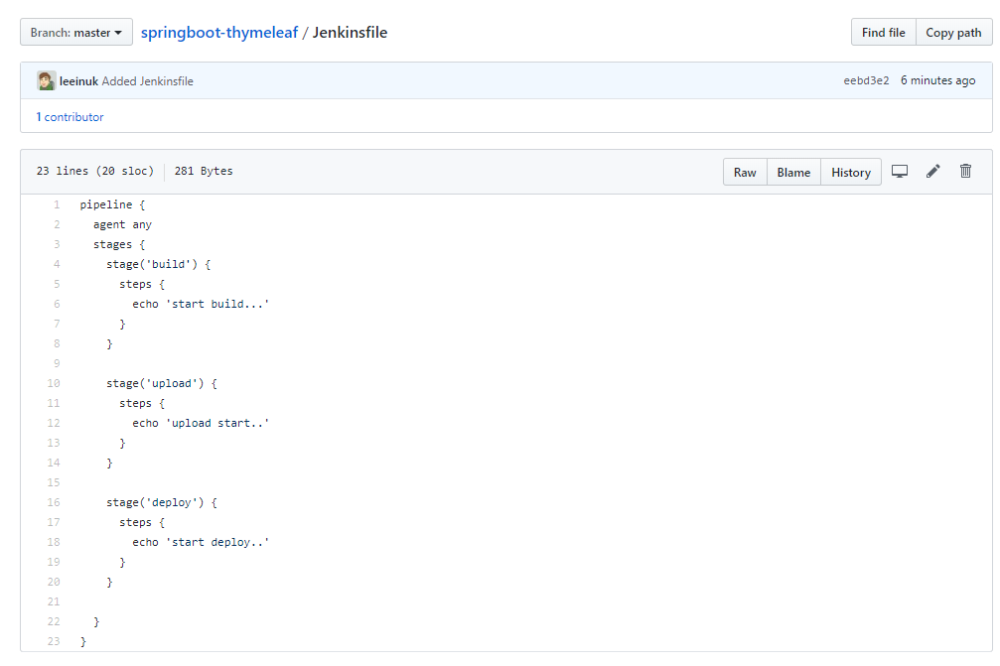 Branch: master springboot-thymeleaf / Jenkinsfile Find file Copy path
leeinuk Added Jenkinsfile eebd3e2 6 minutes ago
1 contributor
23 lines (20 sloc) 281 Bytes Raw Blame History
1 pipeline {
2   agent any
3   stages {
4     stage('build') {
5       steps {
6         echo 'start build...'
7       }
8     }
9
10     stage('upload') {
11       steps {
12         echo 'upload start..'
13       }
14     }
15
16     stage('deploy') {
17       steps {
18         echo 'start deploy..'
19       }
20     }
21
22   }
23 }